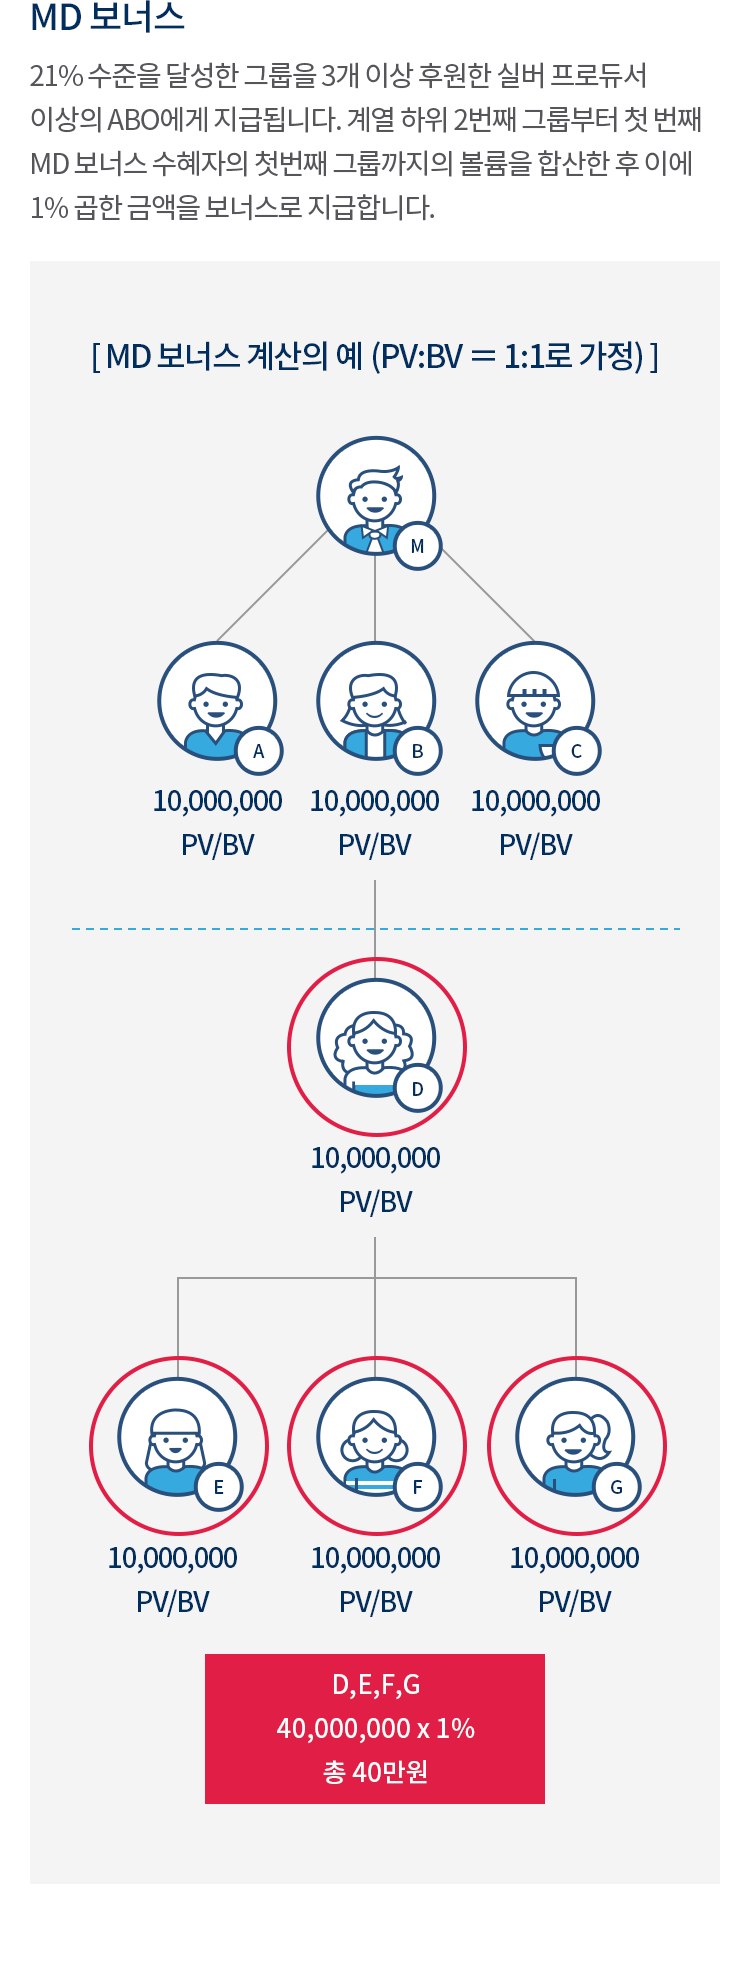 MD 보너스
21% 수준을 달성한 그룹을 3개 이상 후원한 실버 프로듀서
이상의 ABO에게 지급됩니다. 계열 하위 2번째 그룹부터 첫 번째
MD 보너스 수혜자의 첫번째 그룹까지의 볼륨을 합산한 후 이에
1% 곱한 금액을 보너스로 지급합니다.
[ MD 보너스 계산의 예 (PV:BV = 1:1로 가정) ]
M
A B C
10,000,000 10,000,000 10,000,000
PV/BV PV/BV PV/BV
D
10,000,000
PV/BV
E F G
10,000,000 10,000,000 10,000,000
PV/BV PV/BV PV/BV
D,E,F,G
40,000,000 x 1%
총 40만원